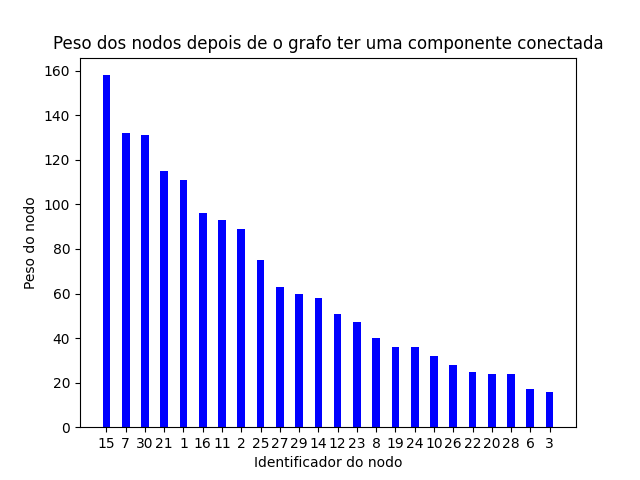 Peso dos nodos depois de o grafo ter uma componente conectada
160
140
120
100
80
60
40
20
0
Peso do nodo
15 7 30 21 1 16 11 2 25 27 29 14 12 23 8 19 24 10 26 22 20 28 6 3
Identificador do nodo